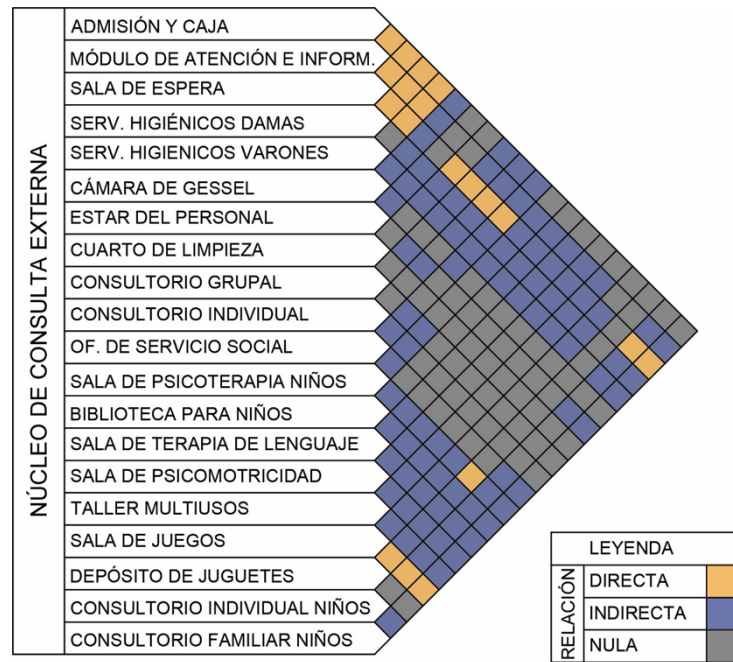 NÚCLEO DE CONSULTA EXTERNA
ADMISIÓN Y CAJA
MÓDULO DE ATENCIÓN E INFORM.
SALA DE ESPERA
SERV. HIGIÉNICOS DAMAS
SERV. HIGIENICOS VARONES
CÁMARA DE GESSEL
ESTAR DEL PERSONAL
CUARTO DE LIMPIEZA
CONSULTORIO GRUPAL
CONSULTORIO INDIVIDUAL
OF. DE SERVICIO SOCIAL
SALA DE PSICOTERAPIA NIÑOS
BIBLIOTECA PARA NIÑOS
SALA DE TERAPIA DE LENGUAJE
SALA DE PSICOMOTRICIDAD
TALLER MULTIUSOS
SALA DE JUEGOS
DEPÓSITO DE JUGUETES
CONSULTORIO INDIVIDUAL NIÑOS
CONSULTORIO FAMILIAR NIÑOS
LEYENDA
RELACIÓN
DIRECTA
INDIRECTA
NULA